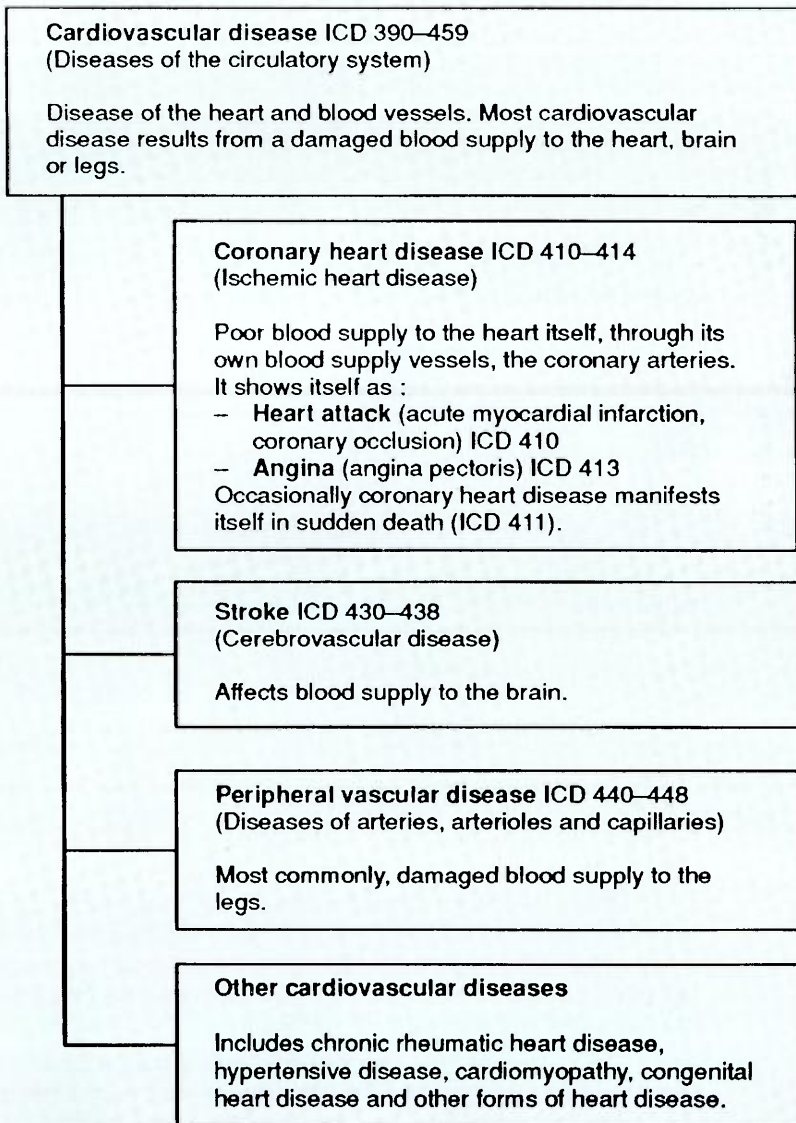 Cardiovascular disease ICD 390–459
(Diseases of the circulatory system)
Disease of the heart and blood vessels. Most cardiovascular
disease results from a damaged blood supply to the heart, brain
or legs.
Coronary heart disease ICD 410–414
(Ischemic heart disease)
Poor blood supply to the heart itself, through its
own blood supply vessels, the coronary arteries.
It shows itself as :
– Heart attack (acute myocardial infarction,
coronary occlusion) ICD 410
– Angina (angina pectoris) ICD 413
Occasionally coronary heart disease manifests
itself in sudden death (ICD 411).
Stroke ICD 430–438
(Cerebrovascular disease)
Affects blood supply to the brain.
Peripheral vascular disease ICD 440–448
(Diseases of arteries, arterioles and capillaries)
Most commonly, damaged blood supply to the
legs.
Other cardiovascular diseases
Includes chronic rheumatic heart disease,
hypertensive disease, cardiomyopathy, congenital
heart disease and other forms of heart disease.